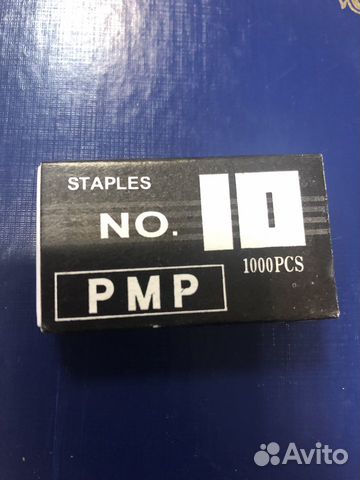 STAPLES
NO. 10
1000PCS
PMP
Avito